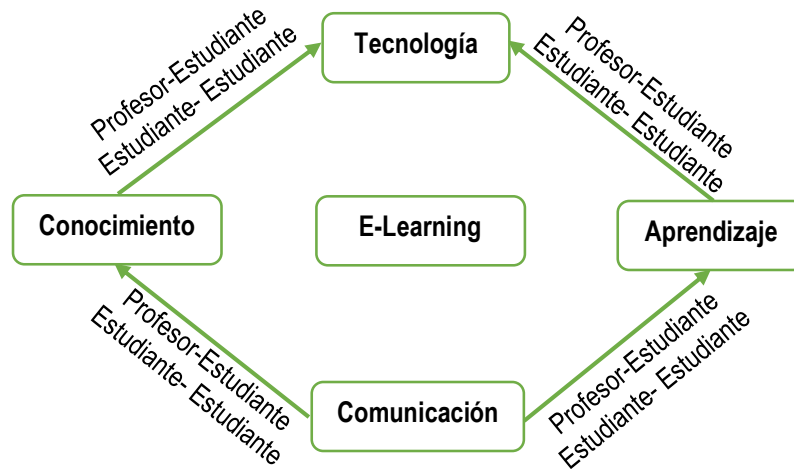 Tecnología
Profesor-Estudiante
Estudiante- Estudiante
Profesor-Estudiante
Estudiante- Estudiante
Conocimiento
E-Learning
Aprendizaje
Profesor-Estudiante
Estudiante- Estudiante
Profesor-Estudiante
Estudiante- Estudiante
Comunicación